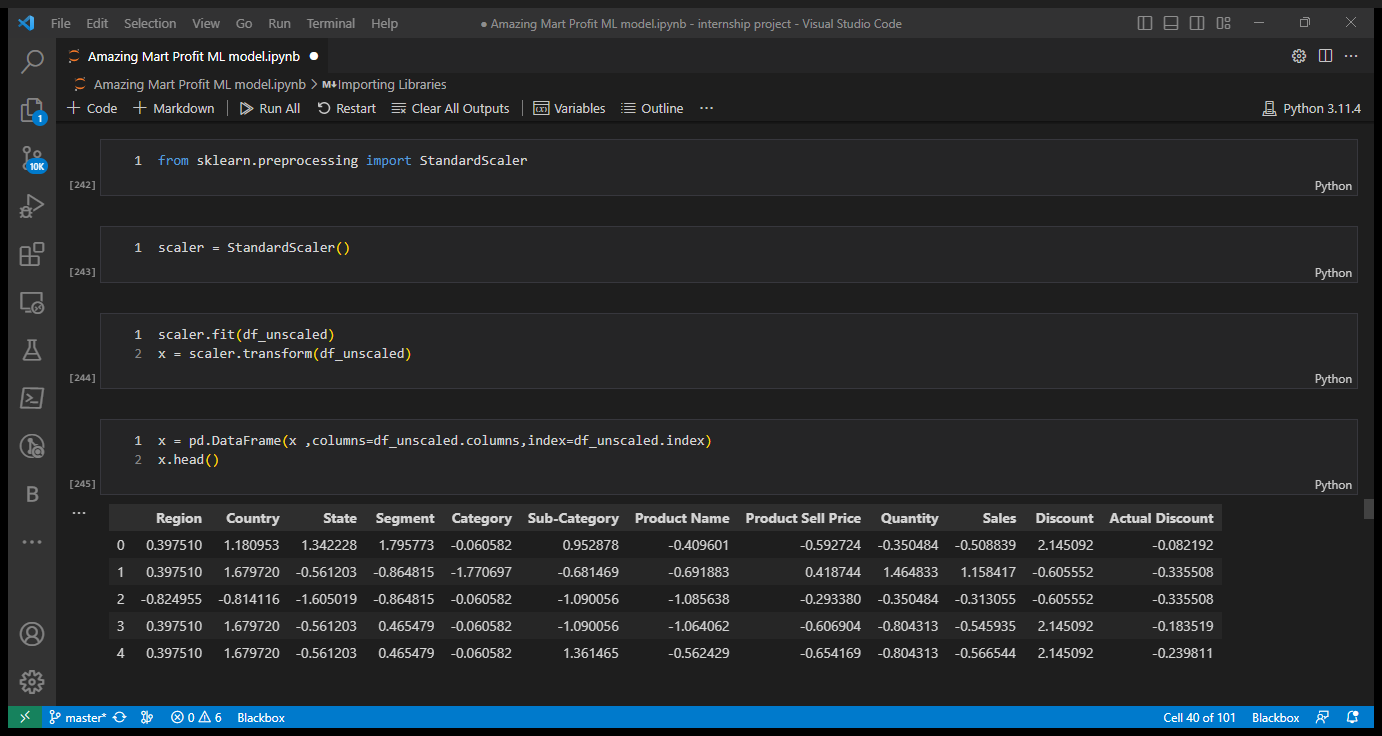 File Edit Selection View Go Run Terminal Help ● Amazing Mart Profit ML model.ipynb - internship project - Visual Studio Code
Amazing Mart Profit ML model.ipynb ●
Amazing Mart Profit ML model.ipynb > M↓Importing Libraries
+ Code + Markdown | Run All Restart Clear All Outputs | Variables Outline ··· Python 3.11.4
1
10K
B
1 from sklearn.preprocessing import StandardScaler
[242] Python
1 scaler = StandardScaler()
[243] Python
1 scaler.fit(df_unscaled)
2 x = scaler.transform(df_unscaled)
[244] Python
1 x = pd.DataFrame(x ,columns=df_unscaled.columns,index=df_unscaled.index)
2 x.head()
[245] Python
...
Region Country State Segment Category Sub-Category Product Name Product Sell Price Quantity Sales Discount Actual Discount
0 0.397510 1.180953 1.342228 1.795773 -0.060582 0.952878 -0.409601 -0.592724 -0.350484 -0.508839 2.145092 -0.082192
1 0.397510 1.679720 -0.561203 -0.864815 -1.770697 -0.681469 -0.691883 0.418744 1.464833 1.158417 -0.605552 -0.335508
2 -0.824955 -0.814116 -1.605019 -0.864815 -0.060582 -1.090056 -1.085638 -0.293380 -0.350484 -0.313055 -0.605552 -0.335508
3 0.397510 1.679720 -0.561203 0.465479 -0.060582 -1.090056 -1.064062 -0.606904 -0.804313 -0.545935 2.145092 -0.183519
4 0.397510 1.679720 -0.561203 0.465479 -0.060582 1.361465 -0.562429 -0.654169 -0.804313 -0.566544 2.145092 -0.239811
master* 0 6 Blackbox Cell 40 of 101 Blackbox